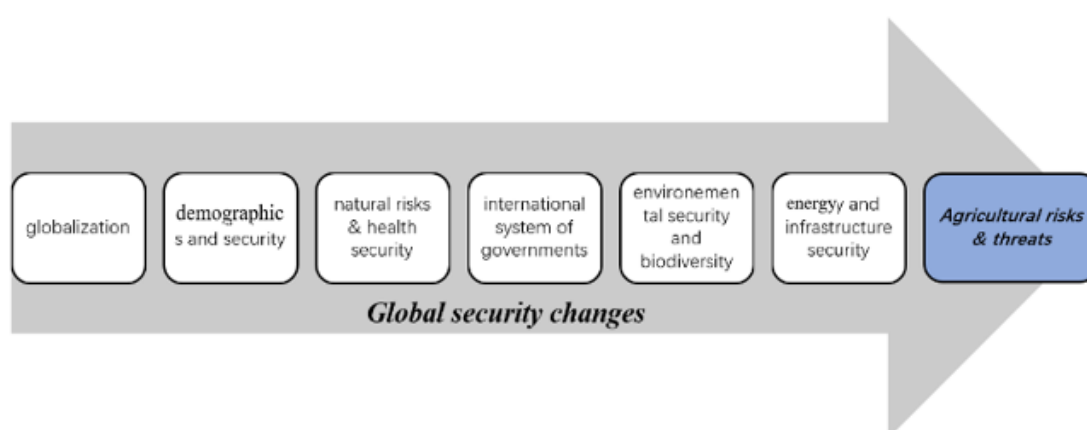 globalization
demographic
s and security
natural risks
& health
security
international
system of
governments
environemen
tal security
and
biodiversity
energyy and
infrastructure
security
Agricultural risks
& threats
Global security changes